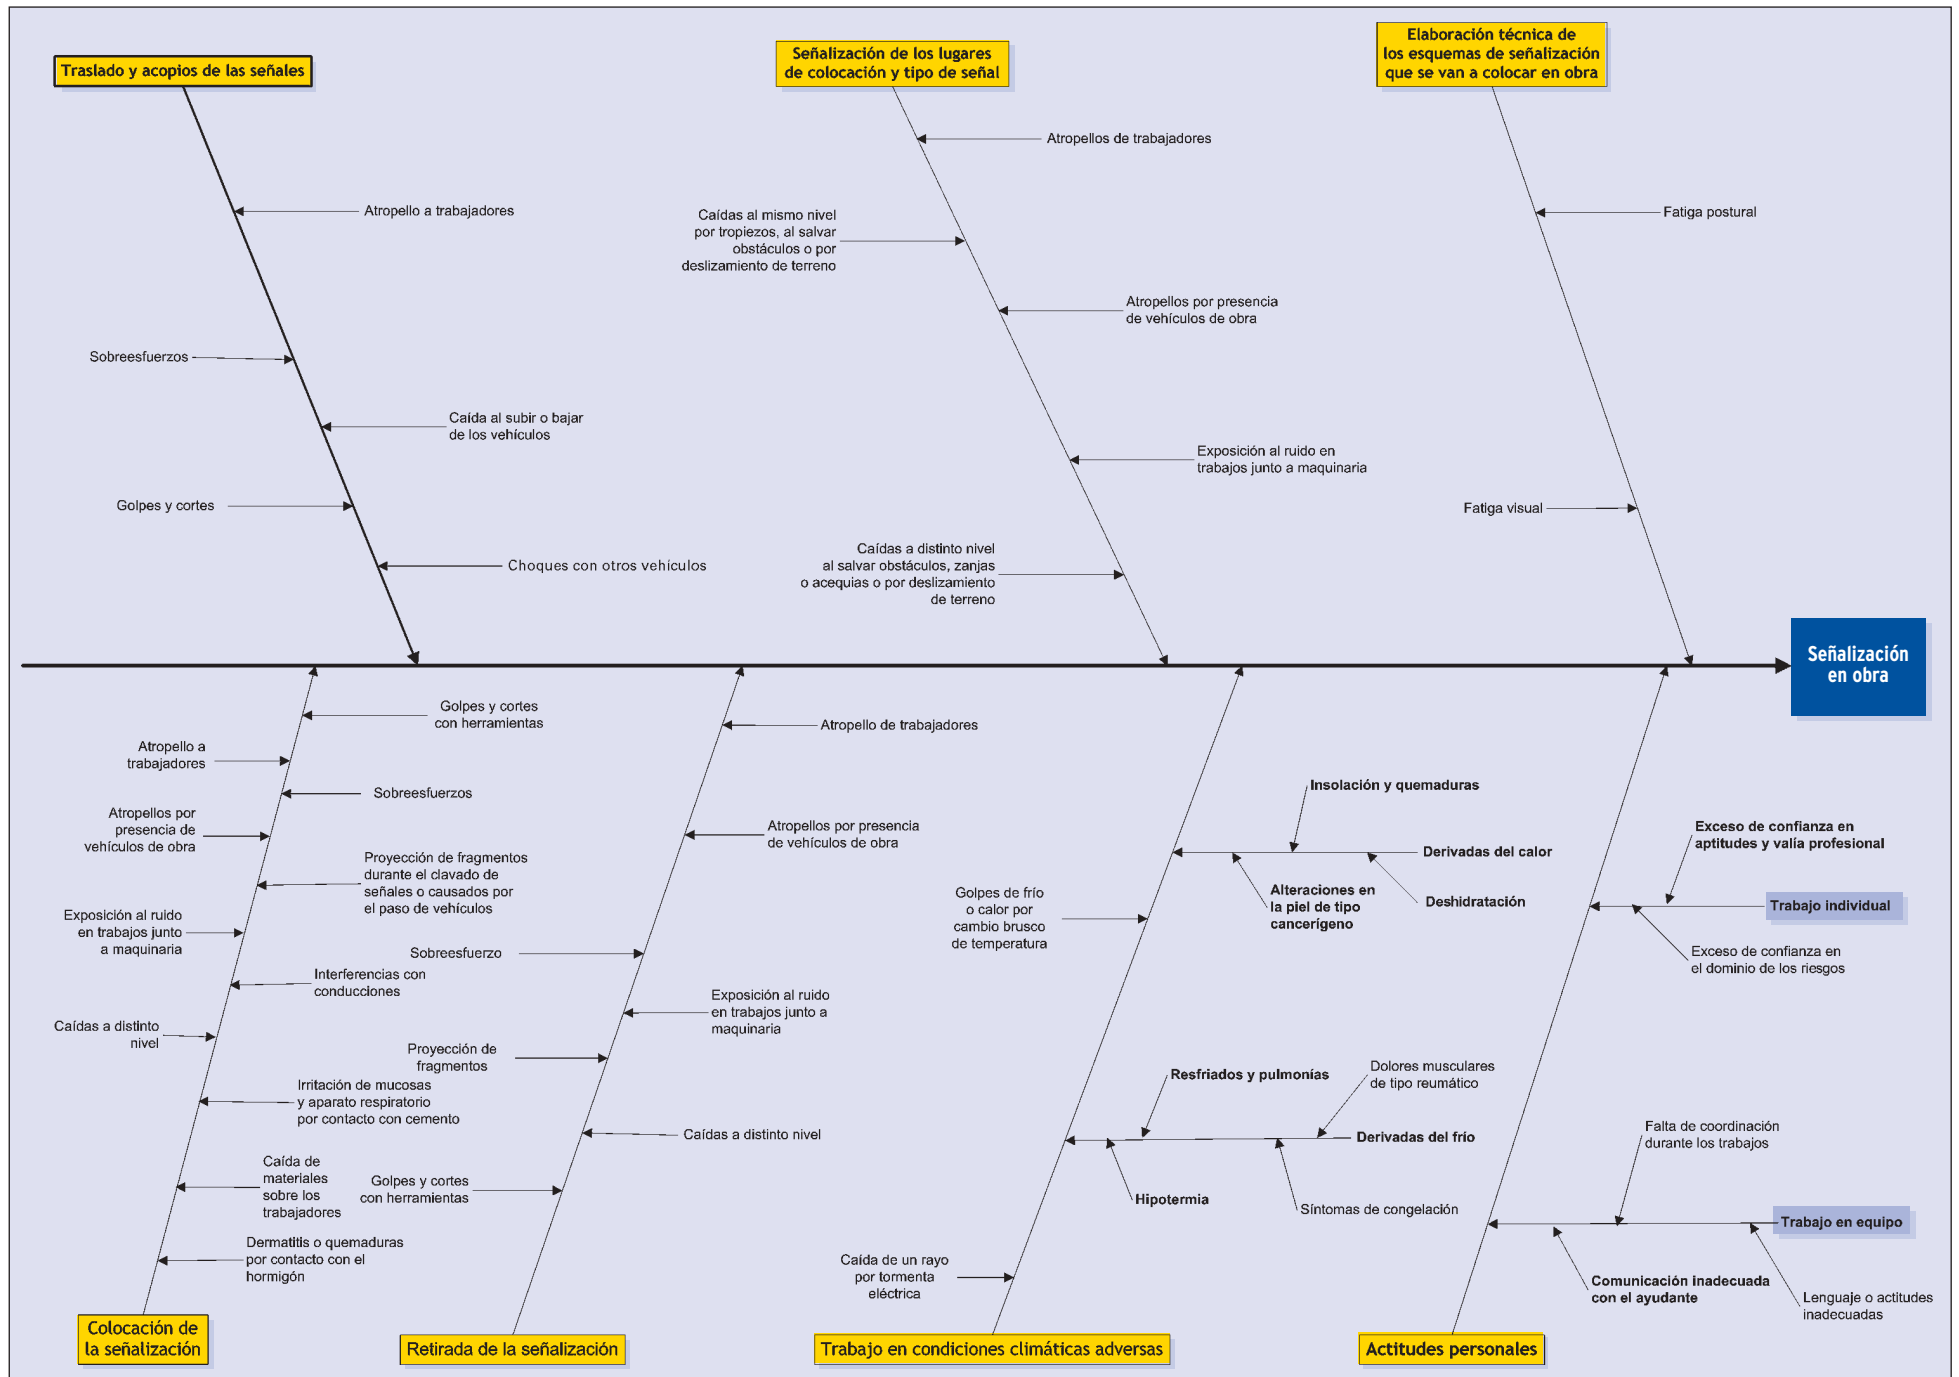 Traslado y acopios de las señales
Señalización de los lugares
de colocación y tipo de señal
Elaboración técnica de
los esquemas de señalización
que se van a colocar en obra
Atropello a trabajadores
Sobreesfuerzos
Caída al subir o bajar
de los vehículos
Golpes y cortes
Choques con otros vehículos
Atropellos de trabajadores
Caídas al mismo nivel
por tropiezos, al salvar
obstáculos o por
deslizamiento de terreno
Atropellos por presencia
de vehículos de obra
Exposición al ruido en
trabajos junto a maquinaria
Caídas a distinto nivel
al salvar obstáculos, zanjas
o acequias o por deslizamiento
de terreno
Fatiga postural
Fatiga visual
Señalización
en obra
Golpes y cortes
con herramientas
Atropello a
trabajadores
Sobreesfuerzos
Atropellos por
presencia de
vehículos de obra
Proyección de fragmentos
durante el clavado de
señales o causados por
el paso de vehículos
Exposición al ruido
en trabajos junto
a maquinaria
Interferencias con
conducciones
Caídas a distinto
nivel
Irritación de mucosas
y aparato respiratorio
por contacto con cemento
Caída de
materiales
sobre los
trabajadores
Dermatitis o quemaduras
por contacto con el
hormigón
Colocación de
la señalización
Atropello de trabajadores
Atropellos por presencia
de vehículos de obra
Sobreesfuerzo
Exposición al ruido
en trabajos junto a
maquinaria
Proyección de
fragmentos
Caídas a distinto nivel
Golpes y cortes
con herramientas
Retirada de la señalización
Insolación y quemaduras
Derivadas del calor
Alteraciones en
la piel de tipo
cancerígeno
Deshidratación
Golpes de frío
o calor por
cambio brusco
de temperatura
Resfriados y pulmonías
Dolores musculares
de tipo reumático
Derivadas del frío
Hipotermia
Síntomas de congelación
Caída de un rayo
por tormenta
eléctrica
Trabajo en condiciones climáticas adversas
Exceso de confianza en
aptitudes y valía profesional
Trabajo individual
Exceso de confianza en
el dominio de los riesgos
Falta de coordinación
durante los trabajos
Trabajo en equipo
Comunicación inadecuada
con el ayudante
Lenguaje o actitudes
inadecuadas
Actitudes personales